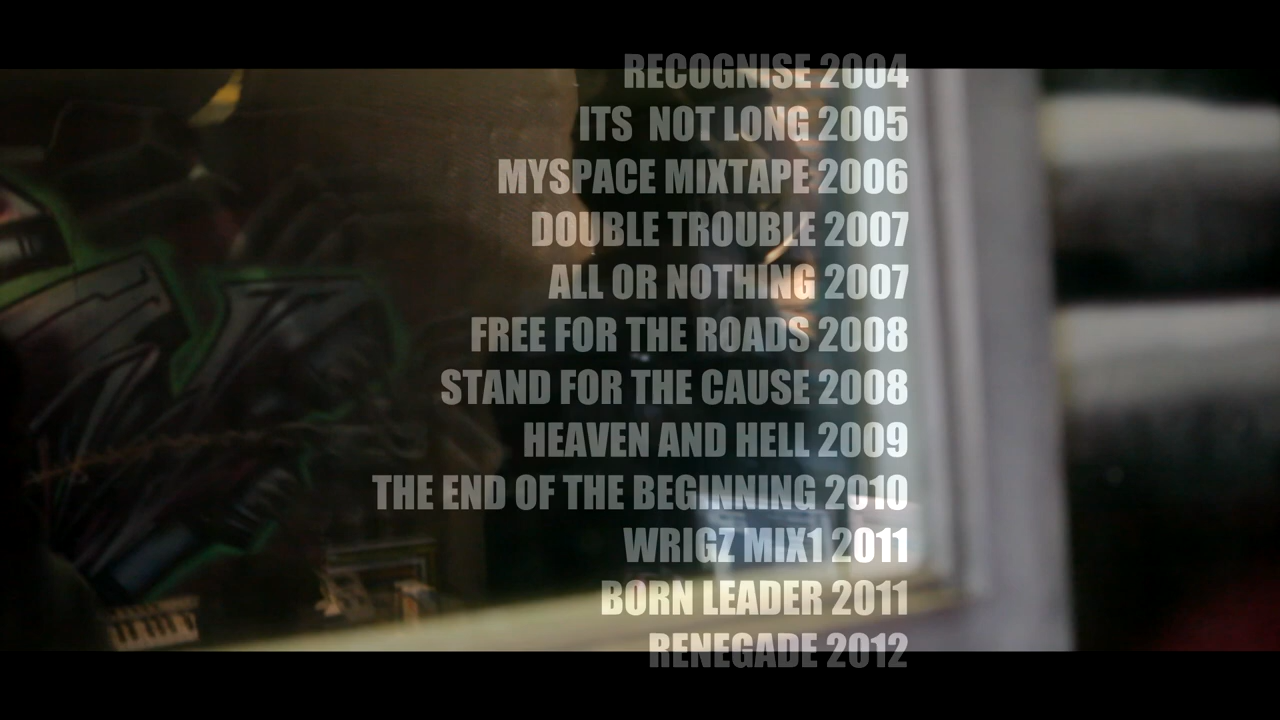 RECOGNISE 2004
ITS NOT LONG 2005
MYSPACE MIXTAPE 2006
DOUBLE TROUBLE 2007
ALL OR NOTHING 2007
FREE FOR THE ROADS 2008
STAND FOR THE CAUSE 2008
HEAVEN AND HELL 2009
THE END OF THE BEGINNING 2010
WRIGZ MIX1 2011
BORN LEADER 2011
RENEGADE 2012